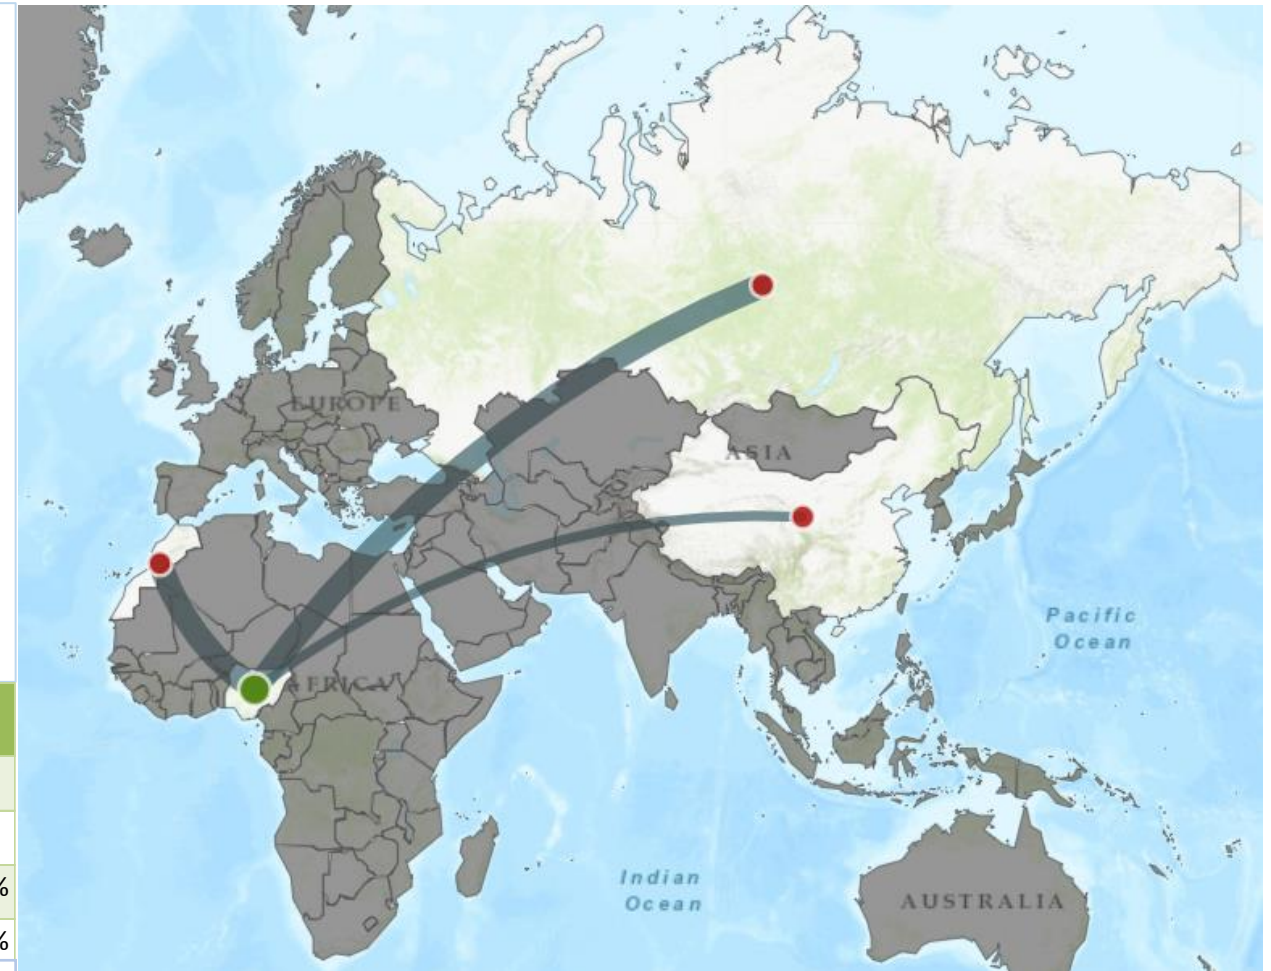 EUROPE
ASIA
Pacific
Ocean
AFRICA
%
Indian
Ocean
AUSTRALIA
%